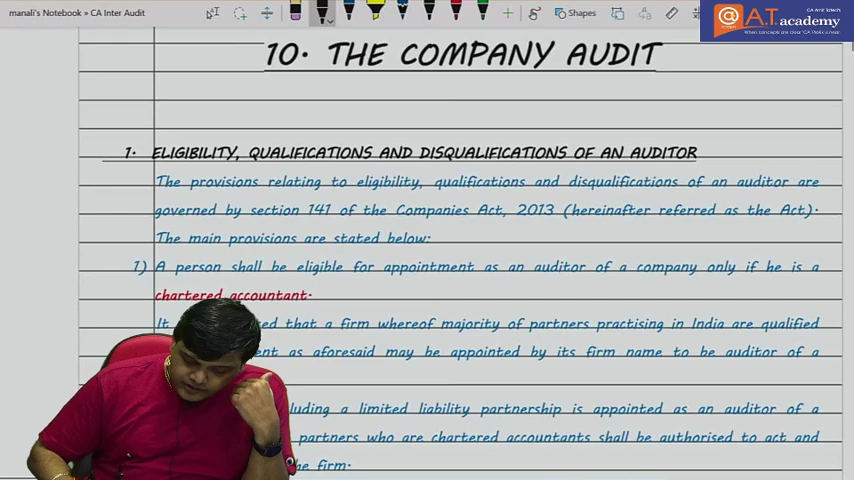 manali's Notebook » CA Inter Audit
Shapes
CA Amit Tated's
@A.T.academy
10. THE COMPANY AUDIT
1. ELIGIBILITY, QUALIFICATIONS AND DISQUALIFICATIONS OF AN AUDITOR
The provisions relating to eligibility, qualifications and disqualifications of an auditor are
governed by section 141 of the Companies Act, 2013 (hereinafter referred as the Act).
The main provisions are stated below:
1) A person shall be eligible for appointment as an auditor of a company only if he is a
chartered accountant.
It that a firm whereof majority of partners practising in India are qualified
as aforesaid may be appointed by its firm name to be auditor of a
a limited liability partnership is appointed as an auditor of a
partners who are chartered accountants shall be authorised to act and
firm.